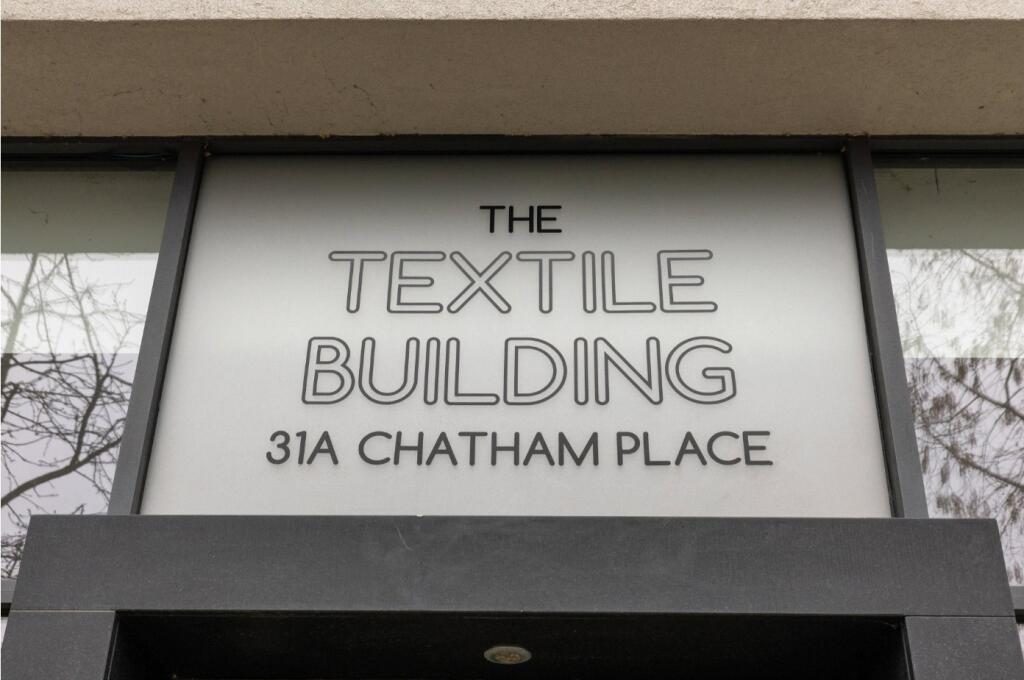 THE
TEXTILE
BUILDING
31A CHATHAM PLACE